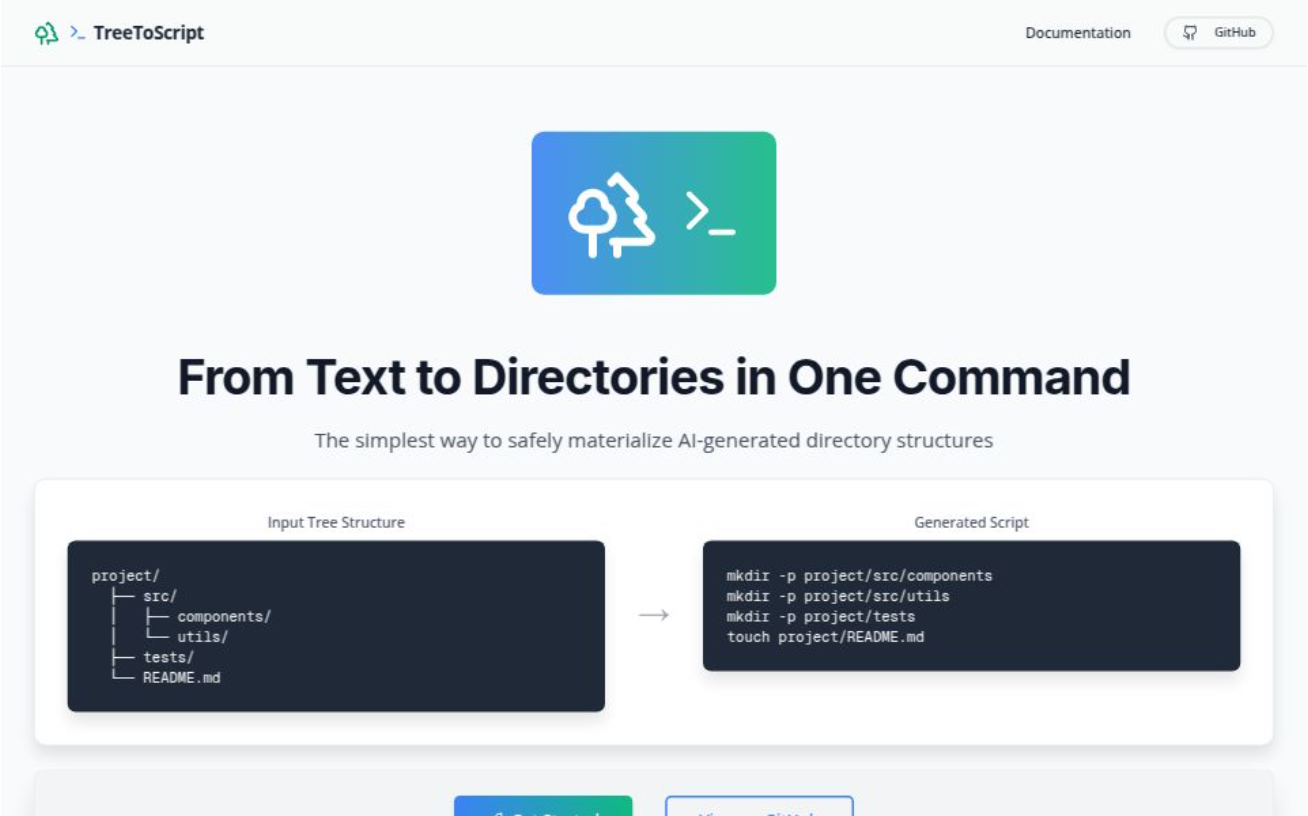 TreeToScript
Documentation
GitHub
From Text to Directories in One Command
The simplest way to safely materialize AI-generated directory structures
Input Tree Structure
project/
├── src/
│   ├── components/
│   └── utils/
├── tests/
└── README.md
Generated Script
mkdir -p project/src/components
mkdir -p project/src/utils
mkdir -p project/tests
touch project/README.md